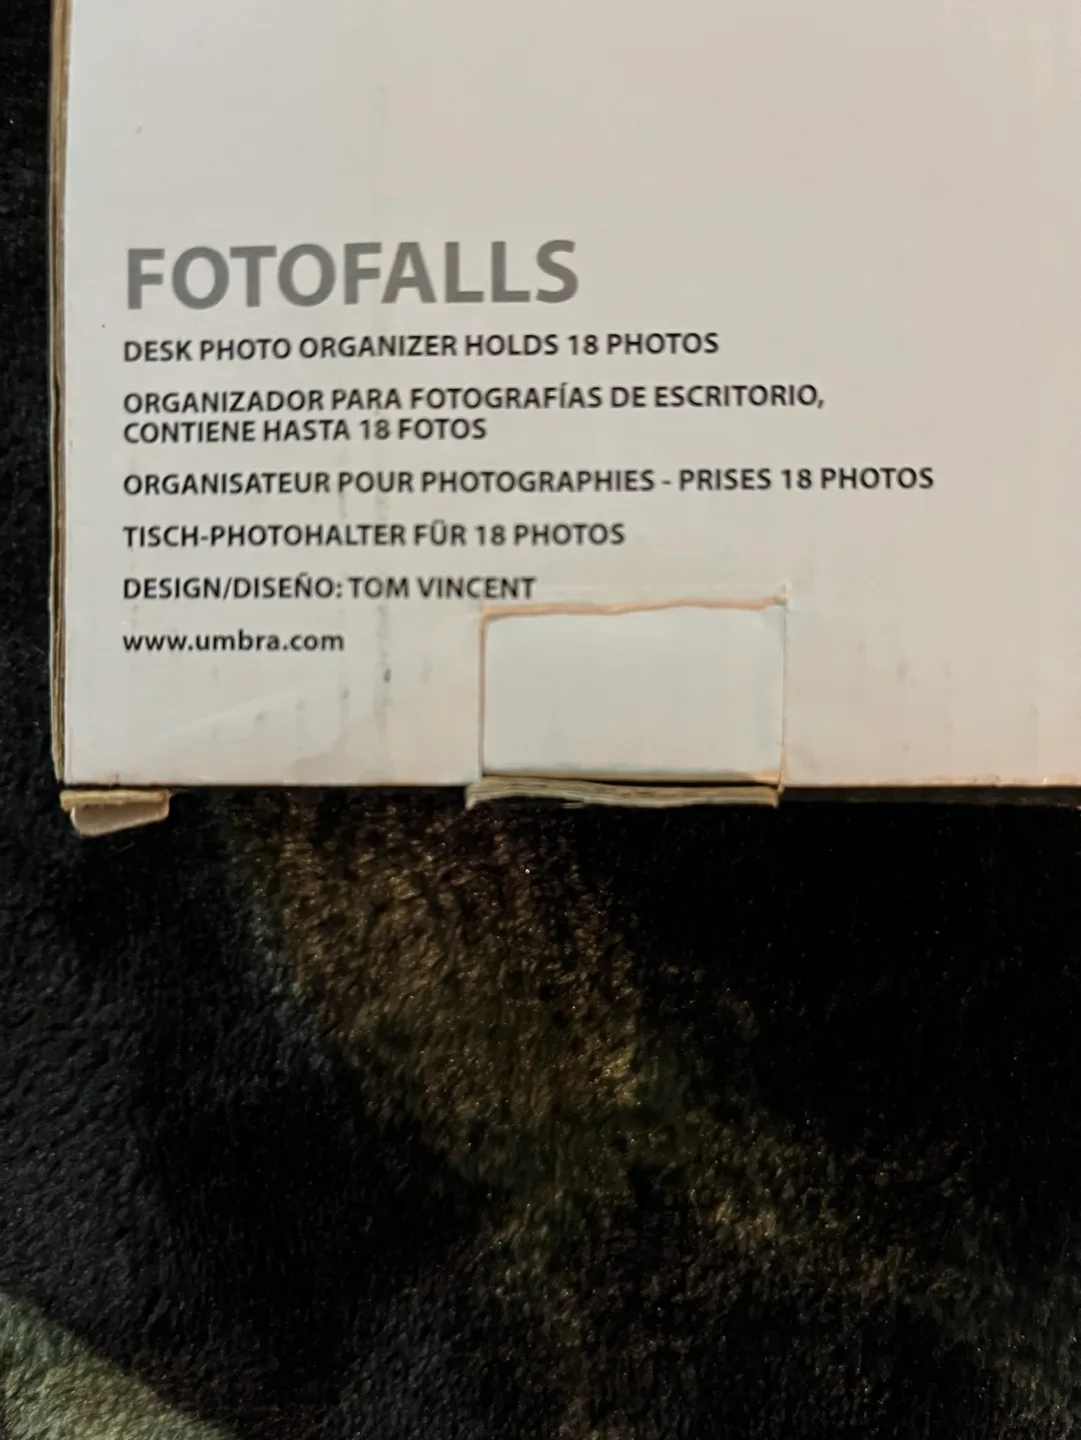 FOTOFALLS
DESK PHOTO ORGANIZER HOLDS 18 PHOTOS
ORGANIZADOR PARA FOTOGRAFÍAS DE ESCRITORIO,
CONTIENE HASTA 18 FOTOS
ORGANISATEUR POUR PHOTOGRAPHIES - PRISES 18 PHOTOS
TISCH-PHOTOHALTER FÜR 18 PHOTOS
DESIGN/DISEÑO: TOM VINCENT
www.umbra.com